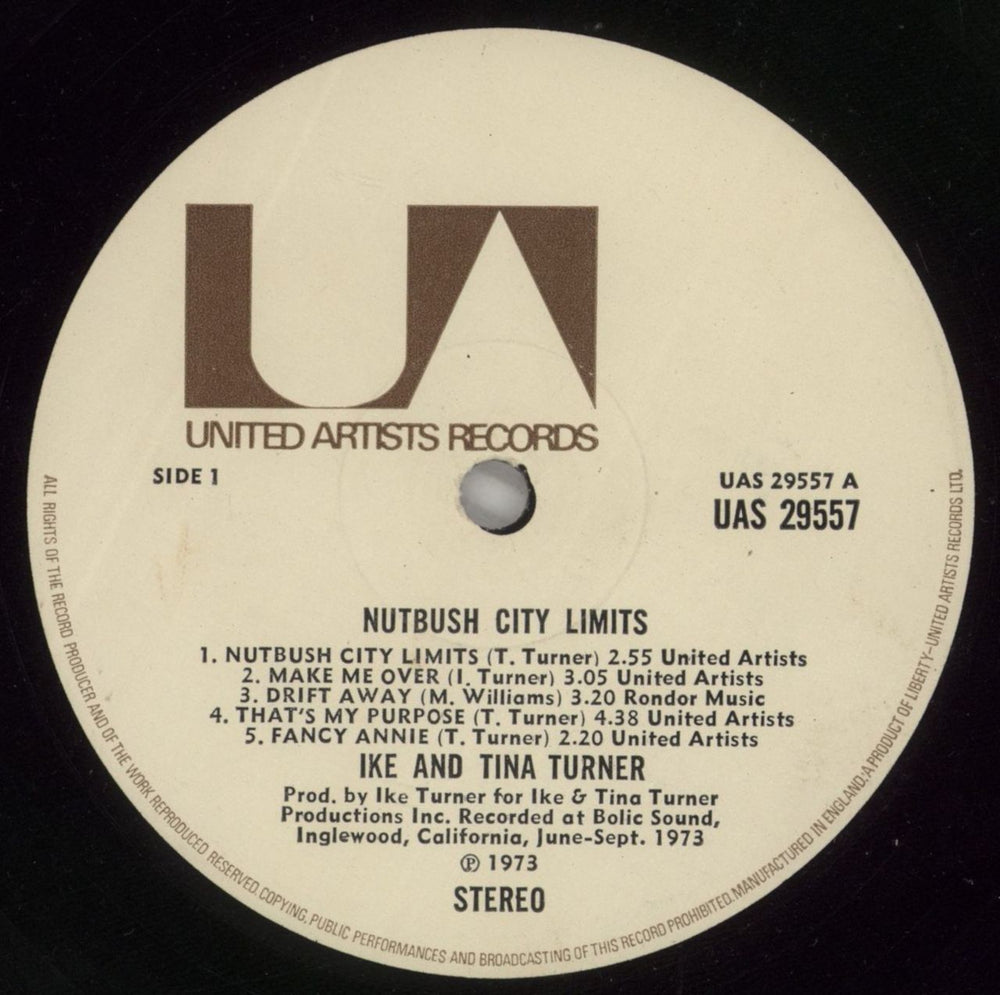 UA
UNITED ARTISTS RECORDS
SIDE 1
UAS 29557 A
UAS 29557
NUTBUSH CITY LIMITS
1. NUTBUSH CITY LIMITS (T. Turner) 2.55 United Artists
2. MAKE ME OVER (I. Turner) 3.05 United Artists
3. DRIFT AWAY (M. Williams) 3.20 Rondor Music
4. THAT'S MY PURPOSE (T. Turner) 4.38 United Artists
5. FANCY ANNIE (T. Turner) 2.20 United Artists
IKE AND TINA TURNER
Prod. by Ike Turner for Ike & Tina Turner
Productions Inc. Recorded at Bolic Sound,
Inglewood, California, June-Sept. 1973
℗ 1973
STEREO
ALL RIGHTS OF THE RECORD PRODUCER AND OF THE WORK REPRODUCED RESERVED. COPYING, PUBLIC PERFORMANCES AND BROADCASTING OF THIS RECORD PROHIBITED. MANUFACTURED IN ENGLAND. A PRODUCT OF LIBERTY-UNITED ARTISTS RECORDS LTD.